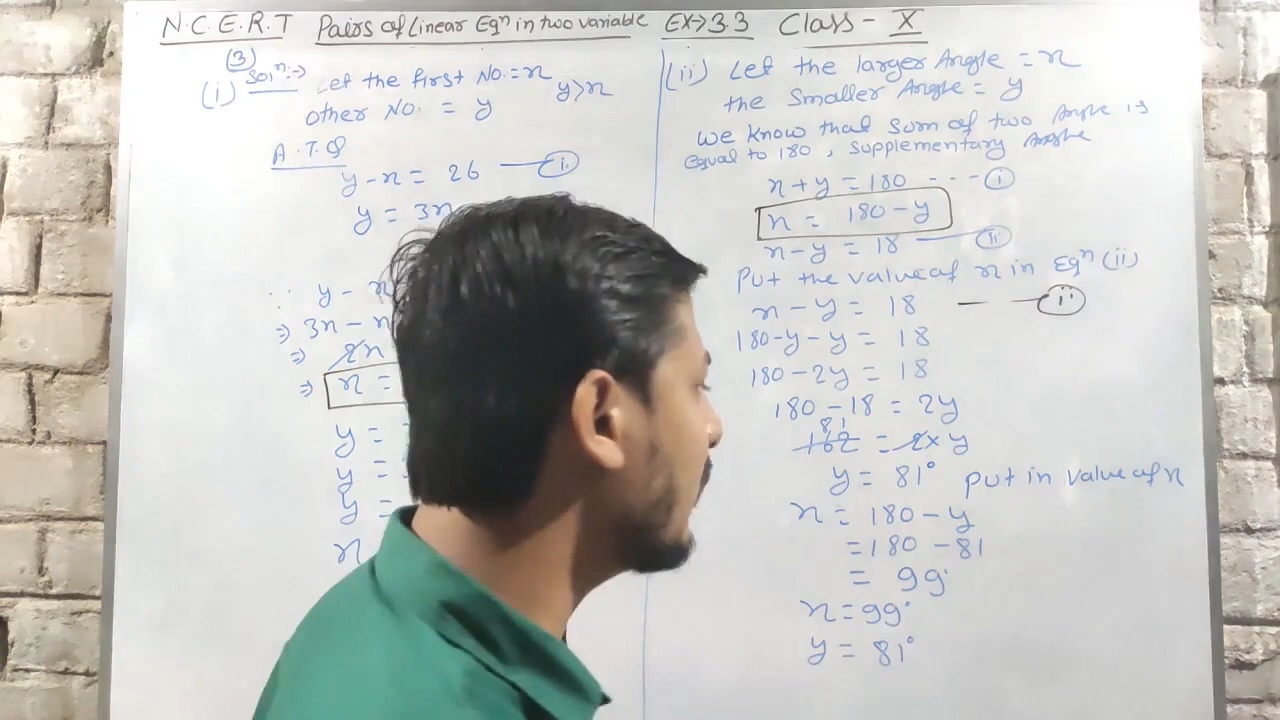 N.C.E.R.T Pairs of Linear Eqn in two variable EX→3.3 Class - X
(3)
Soln:→ Let the first No. = x
(i) other No. = y y>x
A.T.Q
y-x = 26 — (i)
y = 3x
∴ y - x
⇒ 3x - x
⇒ 2x
⇒ x =
y =
y =
y =
x
(ii) Let the larger Angle = x
the smaller Angle = y
we know that sum of two Angle is
equal to 180, supplementary Angle
x+y = 180 --- (i)
x = 180-y
x-y = 18 — (ii)
Put the value of x in Eqn (ii)
x - y = 18 — — (ii)
180-y-y = 18
180-2y = 18
180-18 = 2y
81
162 = 2×y
y = 81° put in value of x
x = 180-y
=180 -81
= 99°
x=99°
y = 81°